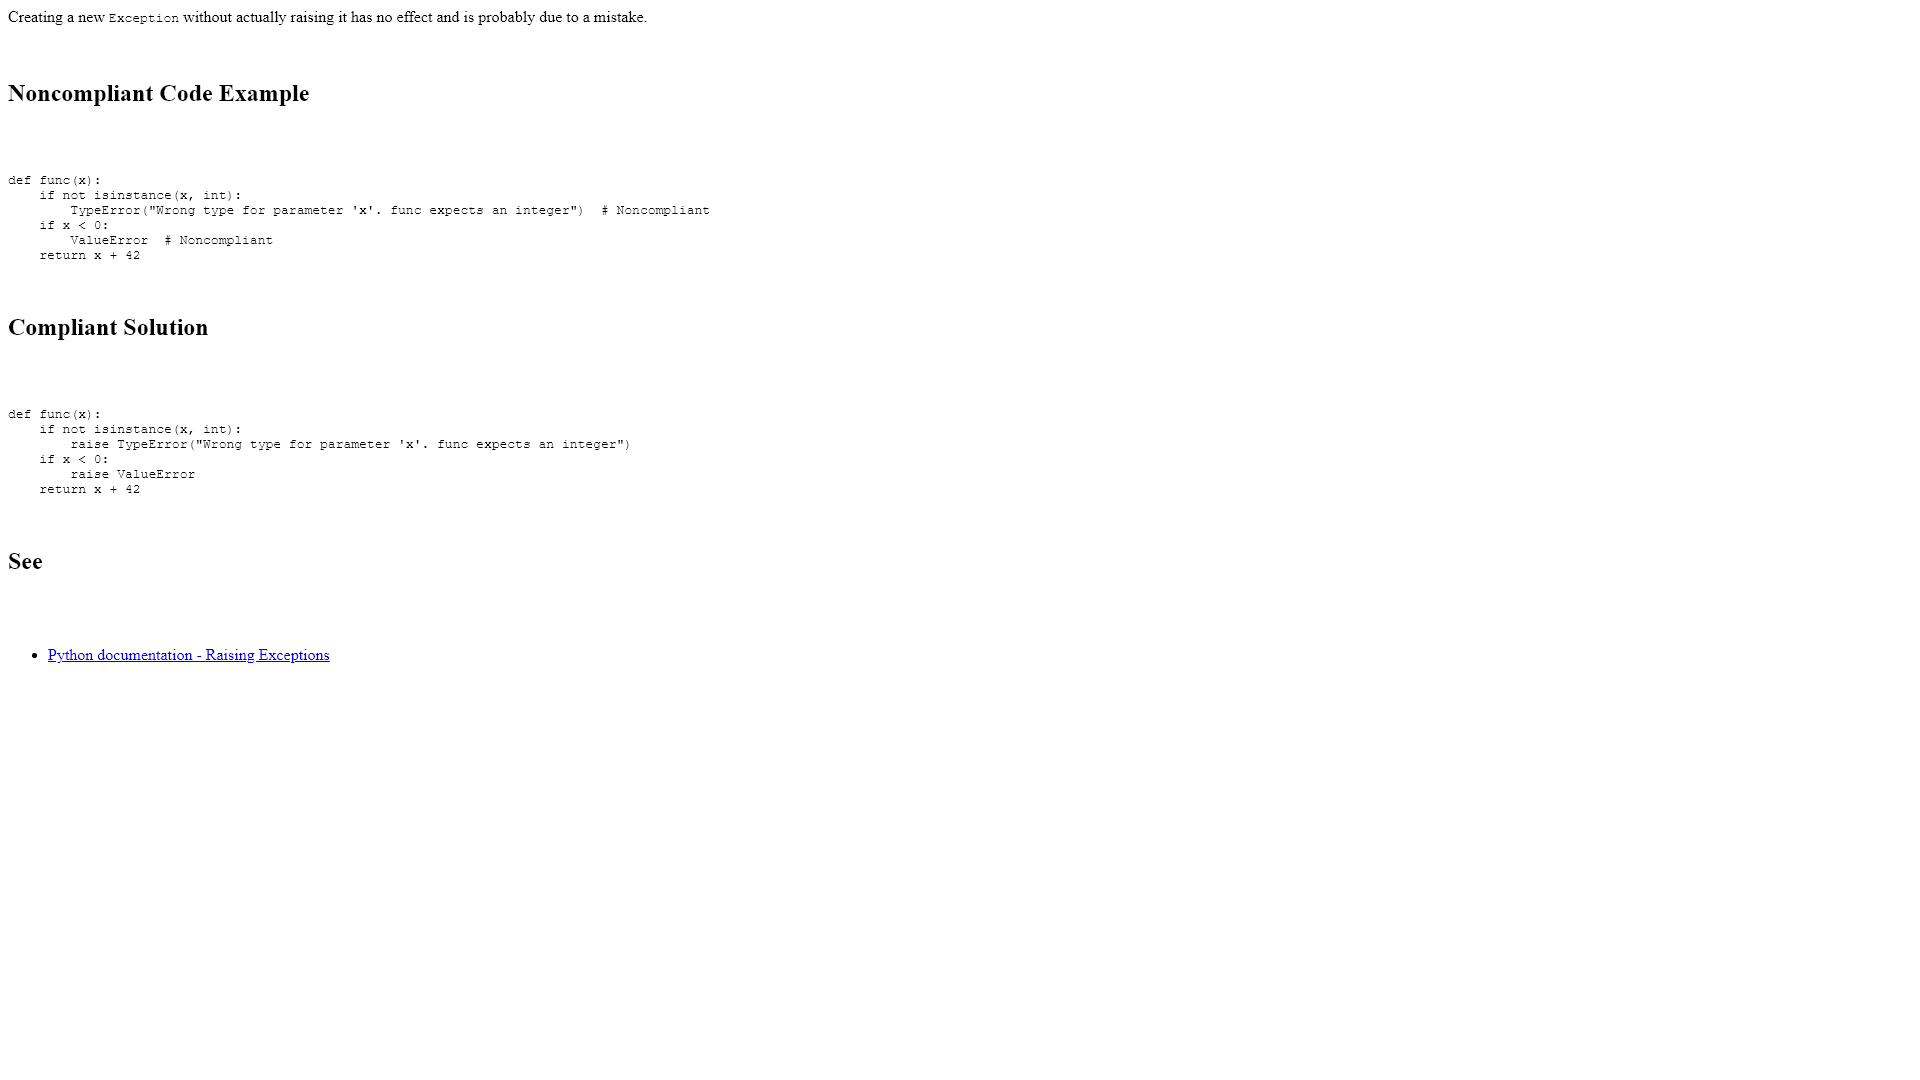 Creating a new Exception without actually raising it has no effect and is probably due to a mistake.
Noncompliant Code Example
def func(x):
    if not isinstance(x, int):
        TypeError("Wrong type for parameter 'x'. func expects an integer")  # Noncompliant
    if x < 0:
        ValueError  # Noncompliant
    return x + 42
Compliant Solution
def func(x):
    if not isinstance(x, int):
        raise TypeError("Wrong type for parameter 'x'. func expects an integer")
    if x < 0:
        raise ValueError
    return x + 42
See
• Python documentation - Raising Exceptions